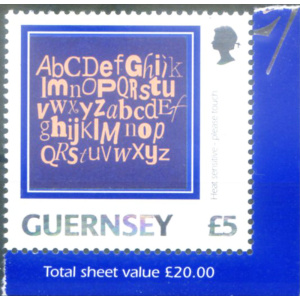 AbCdefGhijk
lmnoPQrstu
vwxyzabcdef
ghijklmnop
QRstuvwxyz
Heat sensitive - please touch
GUERNSEY £5
Total sheet value £20.00